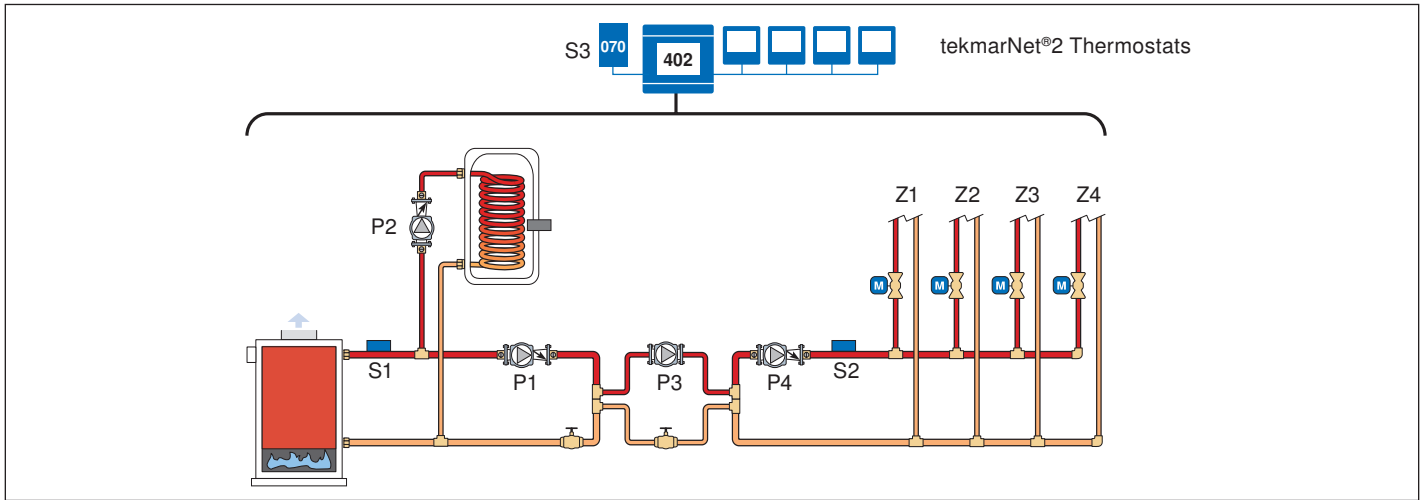 S3
070
402
tekmarNet®2 Thermostats
P2
Z1
Z2
Z3
Z4
M
M
M
M
S1
P1
P3
P4
S2